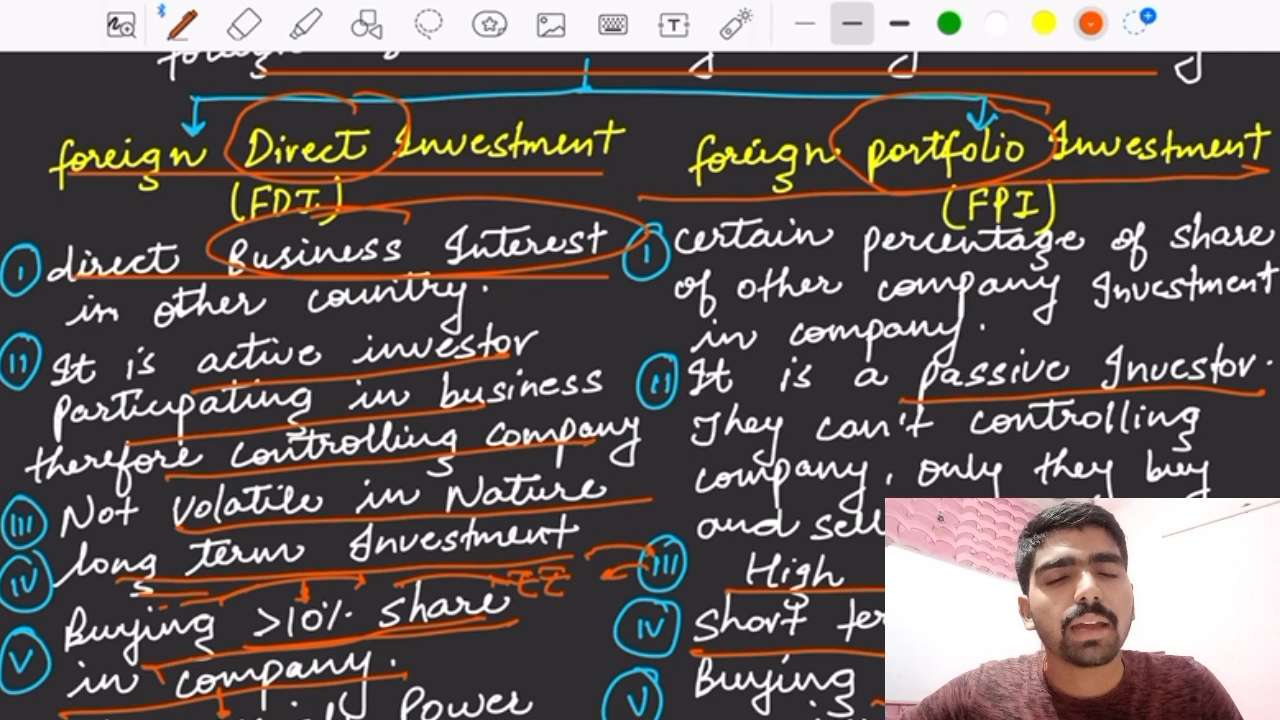 foreign
foreign Direct Investment
(FDI)
I direct Business Interest
in other country.
II It is active investor
Participating in business
therefore controlling company
III Not volatile in Nature
IV long term Investment
V Buying >10% share
in company.
Power
foreign portfolio Investment
(FPI)
I certain percentage of share
of other company Investment
in company.
II It is a passive Investor.
They can't controlling
company, only they buy
and sell
III High
IV short
V Buying